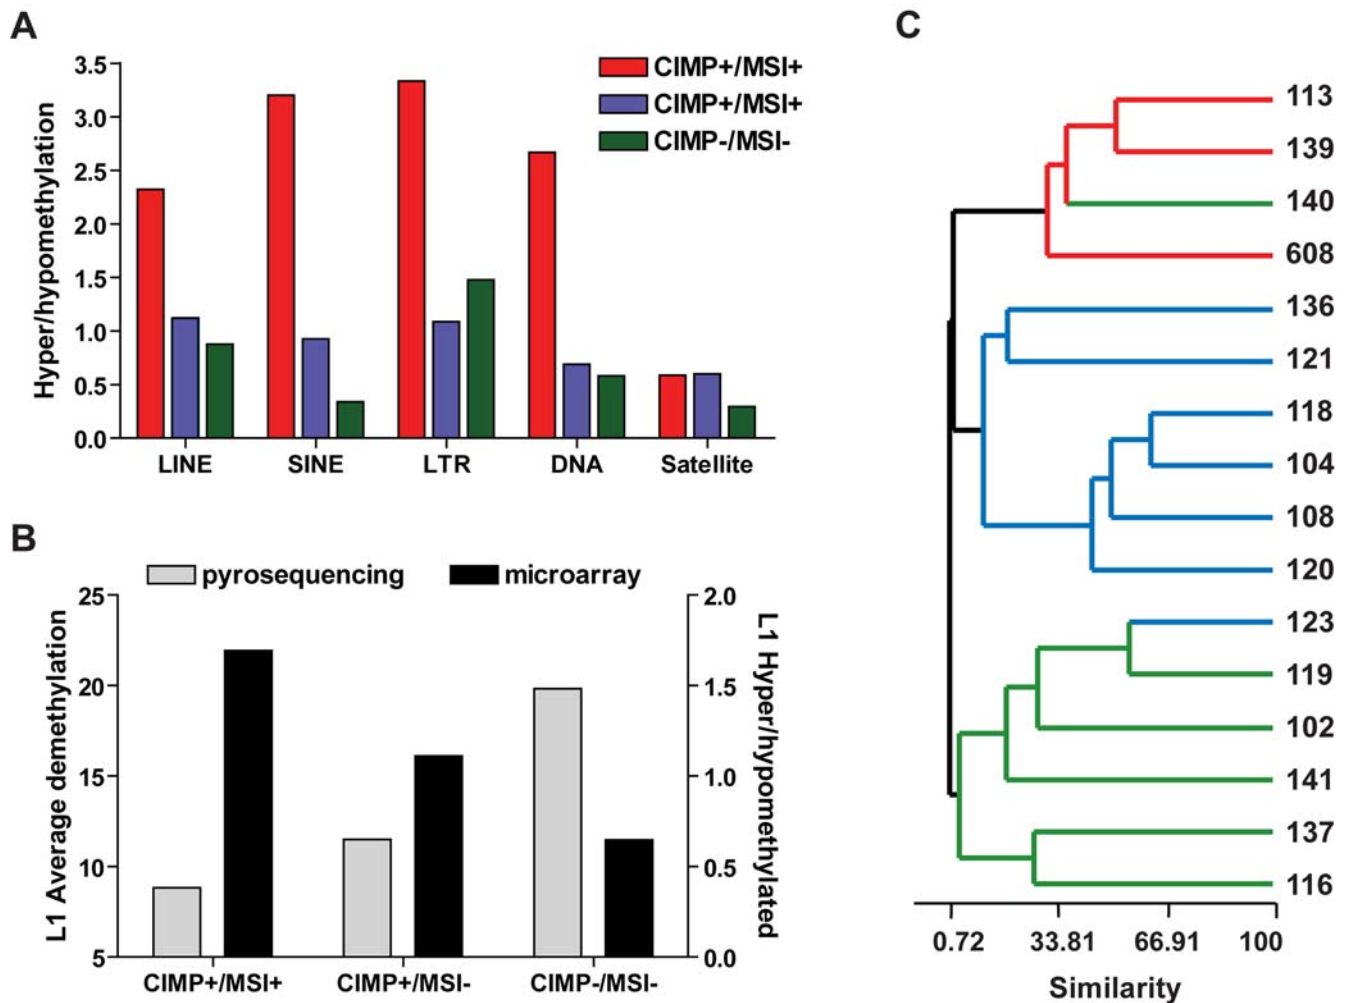 A
Hyper/hypomethylation
3.5
3.0
2.5
2.0
1.5
1.0
0.5
0.0
CIMP+/MSI+
CIMP+/MSI+
CIMP-/MSI-
LINE
SINE
LTR
DNA
Satellite
B
pyrosequencing
microarray
L1 Average demethylation
25
20
15
10
5
2.0
1.5
1.0
0.5
0.0
L1 Hyper/hypomethylated
CIMP+/MSI+
CIMP+/MSI-
CIMP-/MSI-
C
113
139
140
608
136
121
118
104
108
120
123
119
102
141
137
116
0.72
33.81
66.91
100
Similarity